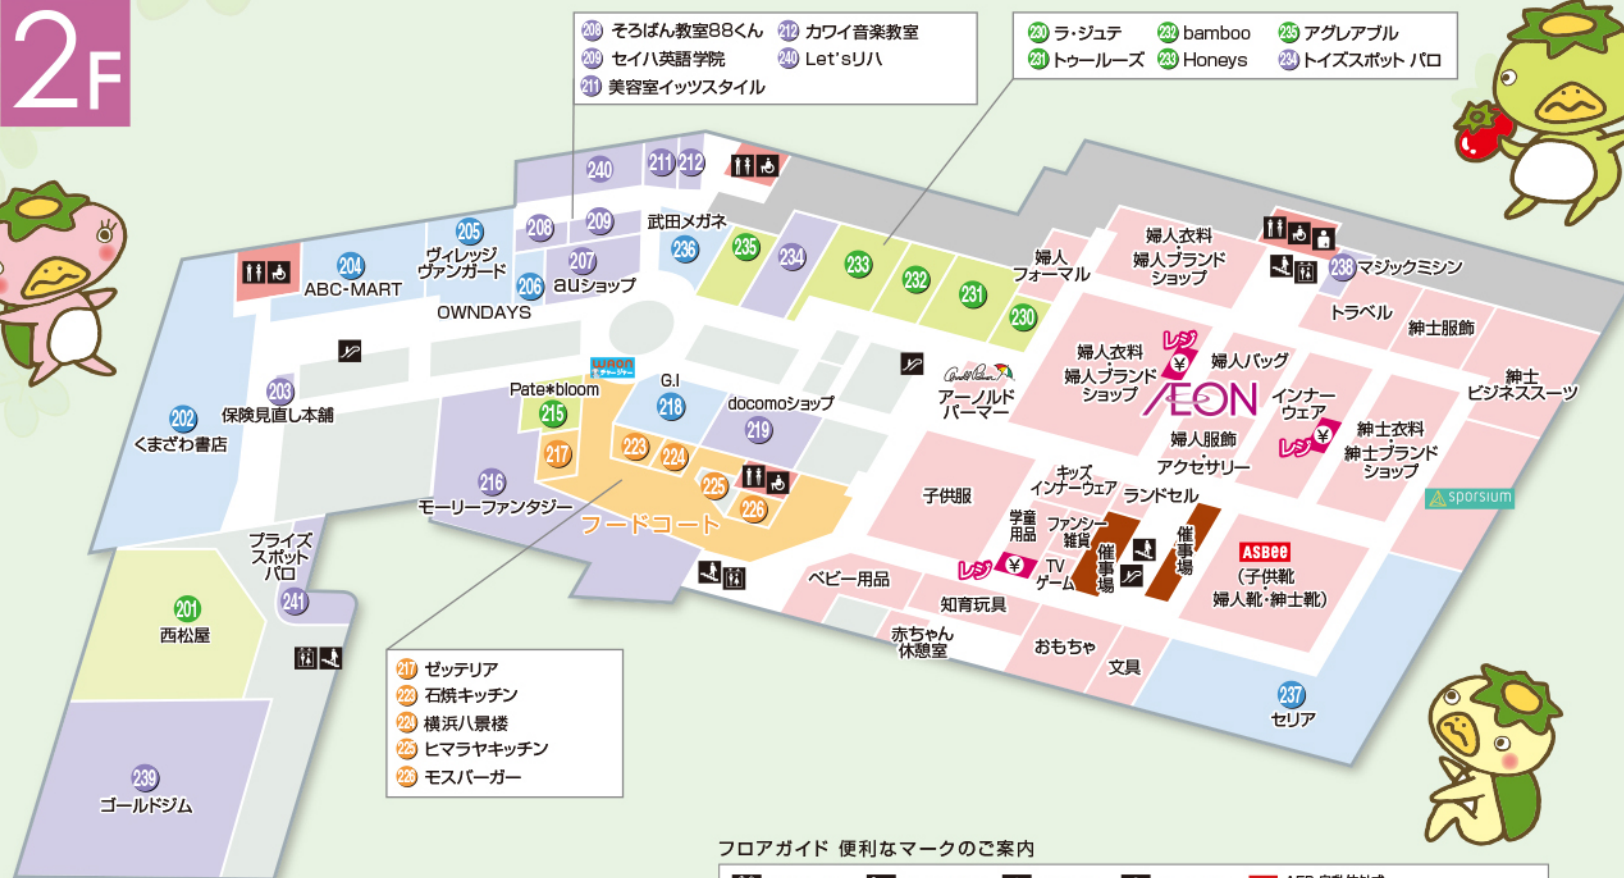 2F
208 そろばん教室88くん 212 カワイ音楽教室
209 セイハ英語学院 240 Let'sリハ
211 美容室イッツスタイル
230 ラ・ジュテ 232 bamboo 235 アグレアブル
231 トゥールーズ 233 Honeys 234 トイズスポット パロ
240
211
212
208
209
武田メガネ
236
235
234
233
232
231
230
205
ヴィレッジ
ヴァンガード
204
ABC-MART
206
OWNDAYS
207
auショップ
婦人
フォーマル
婦人衣料
・
婦人ブランド
ショップ
238 マジックミシン
トラベル
紳士服飾
紳士
ビジネススーツ
レジ
¥
婦人衣料
・
婦人ブランド
ショップ
婦人バッグ
ÆON
インナー
ウェア
レジ
¥
紳士衣料
・
紳士ブランド
ショップ
婦人服飾
・
アクセサリー
Arnold Palmer
アーノルド
パーマー
203
保険見直し本舗
202
くまざわ書店
WAON
チャージャー
Pate*bloom
215
217
G.I
218
docomoショップ
219
223
224
225
226
216
モーリーファンタジー
フードコート
子供服
キッズ
インナーウェア
ランドセル
学童
用品
ファンシー
雑貨
催事場
催事場
TV
ゲーム
レジ
¥
sporsium
ASBee
(子供靴
・
婦人靴・紳士靴)
ベビー用品
知育玩具
赤ちゃん
休憩室
おもちゃ
文具
237
セリア
プライズ
スポット
パロ
241
201
西松屋
239
ゴールドジム
217 ゼッテリア
223 石焼キッチン
224 横浜八景楼
225 ヒマラヤキッチン
226 モスバーガー
フロアガイド 便利なマークのご案内